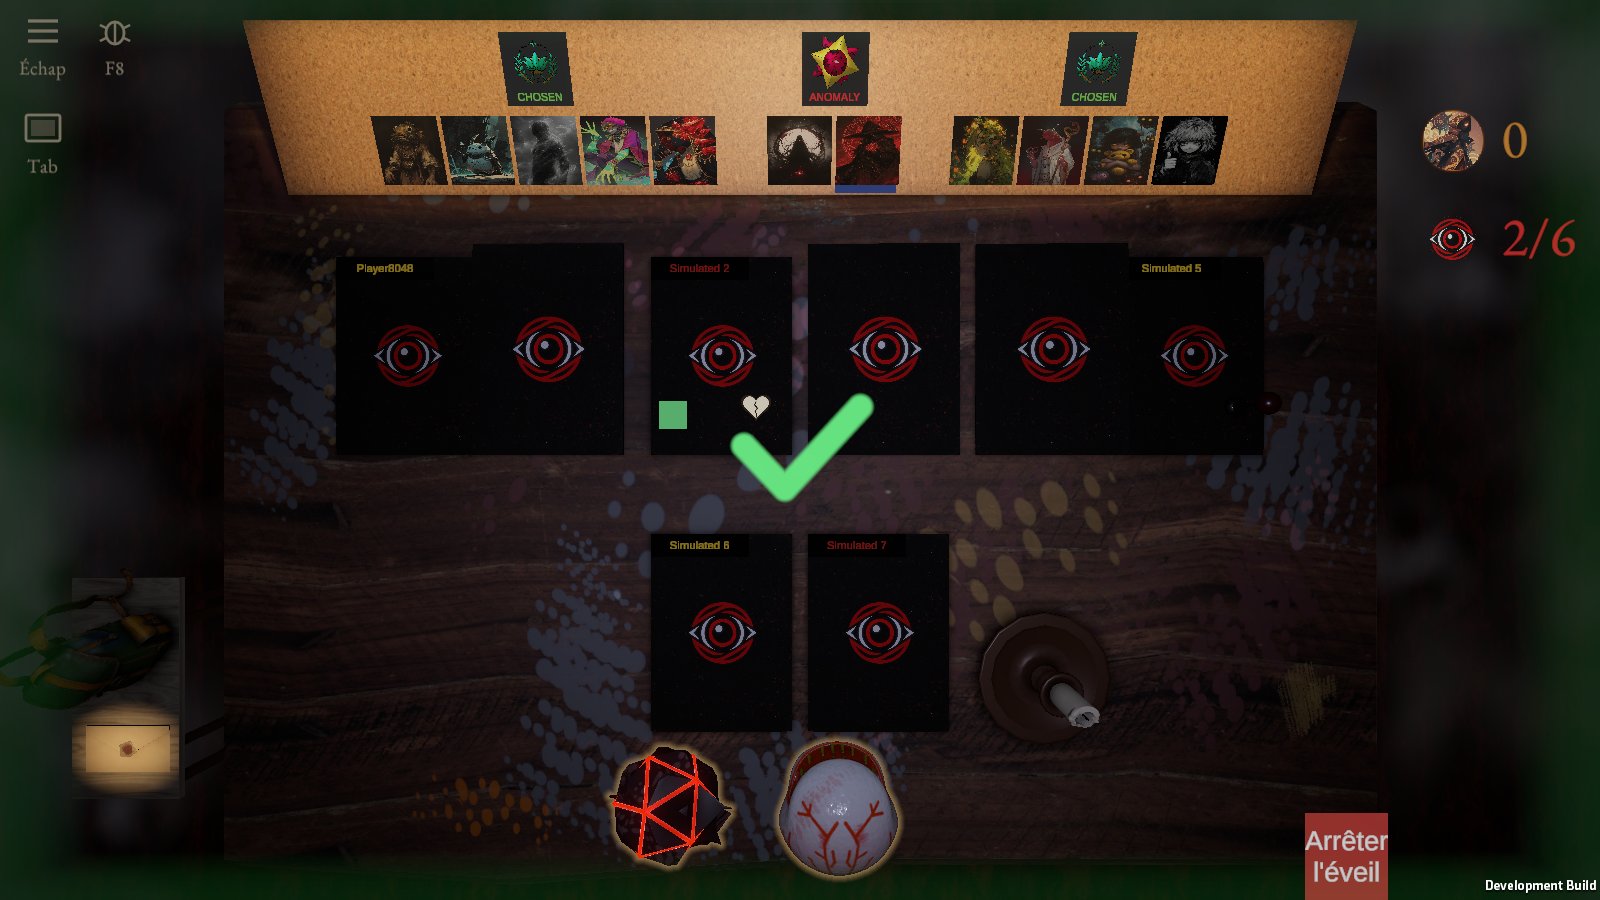 Échap
F8
Tab
CHOSEN
ANOMALY
CHOSEN
0
2/6
Player8048
Simulated 2
Simulated 5
Simulated 6
Simulated 7
Arrêter
l'éveil
Development Build